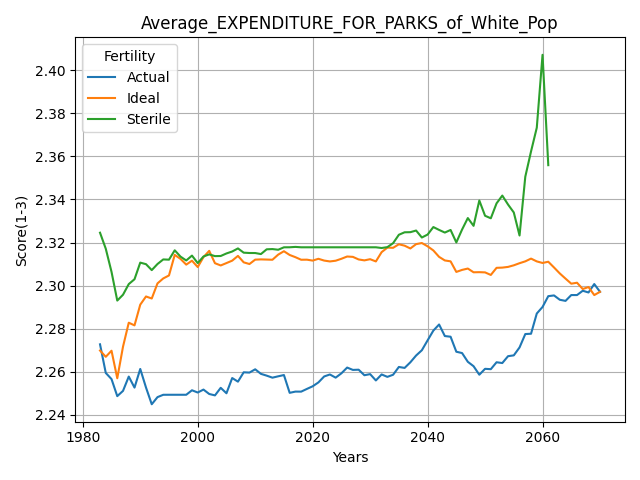 Average_EXPENDITURE_FOR_PARKS_of_White_Pop
Fertility
Actual
Ideal
Sterile
Score(1-3)
2.40
2.38
2.36
2.34
2.32
2.30
2.28
2.26
2.24
1980
2000
2020
2040
2060
Years